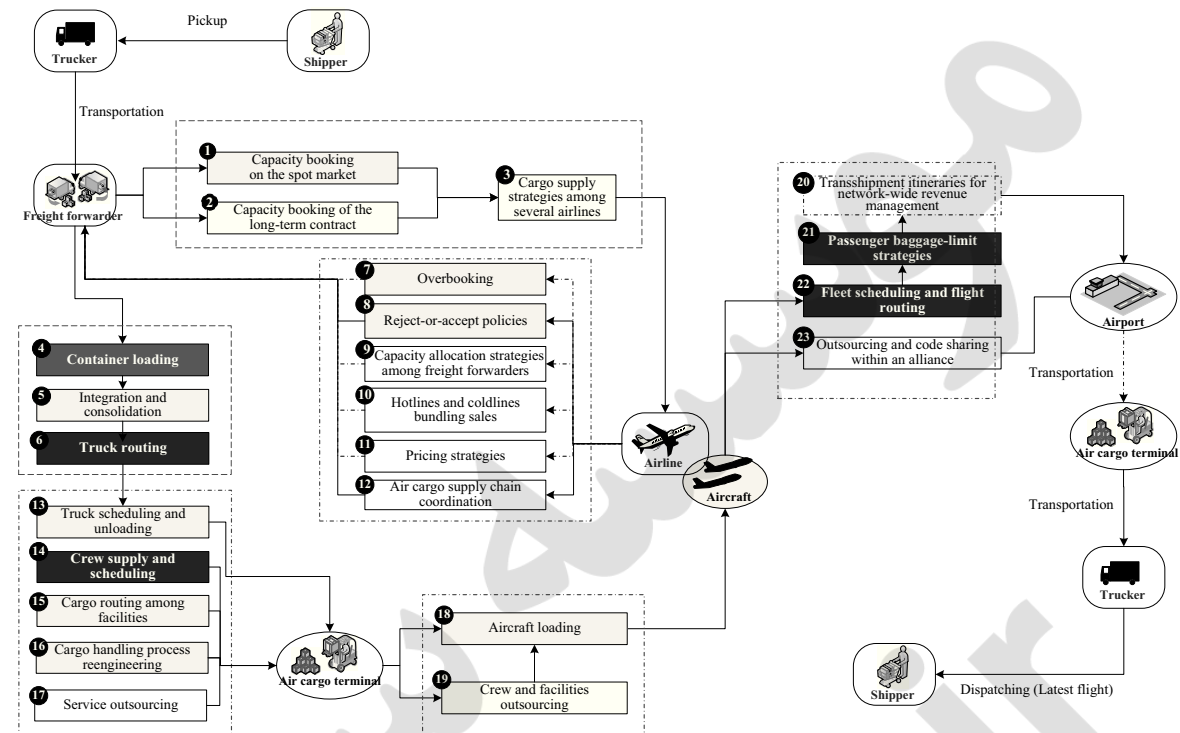 Pickup
Trucker
Shipper
Transportation
Freight forwarder
1
Capacity booking
on the spot market
2
Capacity booking of the
long-term contract
3
Cargo supply
strategies among
several airlines
4
Container loading
5
Integration and
consolidation
6
Truck routing
7
Overbooking
8
Reject-or-accept policies
9
Capacity allocation strategies
among freight forwarders
10
Hotlines and coldlines
bundling sales
11
Pricing strategies
12
Air cargo supply chain
coordination
Airline
Aircraft
13
Truck scheduling and
unloading
14
Crew supply and
scheduling
15
Cargo routing among
facilities
16
Cargo handling process
reengineering
17
Service outsourcing
Air cargo terminal
18
Aircraft loading
19
Crew and facilities
outsourcing
20
Transshipment itineraries for
network-wide revenue
management
21
Passenger baggage-limit
strategies
22
Fleet scheduling and flight
routing
23
Outsourcing and code sharing
within an alliance
Airport
Transportation
Air cargo terminal
Transportation
Trucker
Shipper
Dispatching (Latest flight)